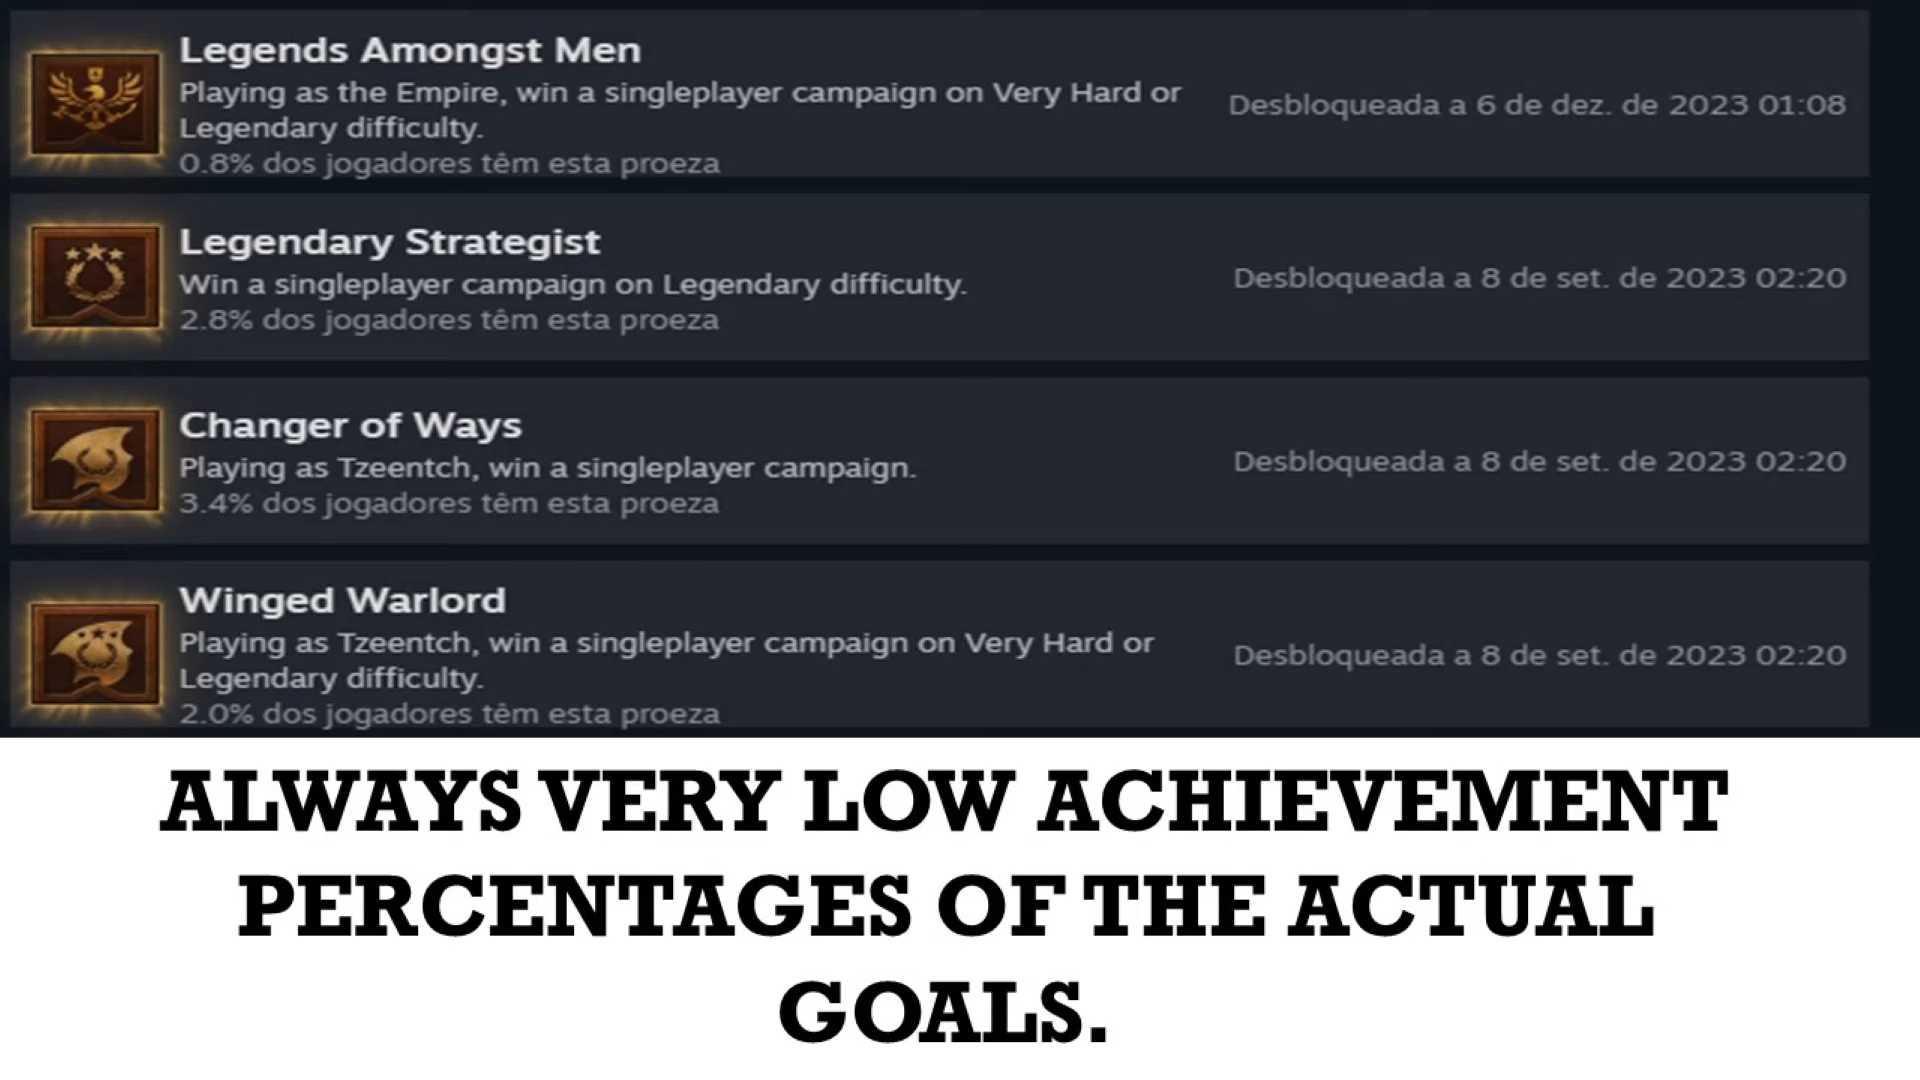 Legends Amongst Men
Playing as the Empire, win a singleplayer campaign on Very Hard or
Legendary difficulty.
0.8% dos jogadores têm esta proeza
Desbloqueada a 6 de dez. de 2023 01:08
Legendary Strategist
Win a singleplayer campaign on Legendary difficulty.
2.8% dos jogadores têm esta proeza
Desbloqueada a 8 de set. de 2023 02:20
Changer of Ways
Playing as Tzeentch, win a singleplayer campaign.
3.4% dos jogadores têm esta proeza
Desbloqueada a 8 de set. de 2023 02:20
Winged Warlord
Playing as Tzeentch, win a singleplayer campaign on Very Hard or
Legendary difficulty.
2.0% dos jogadores têm esta proeza
Desbloqueada a 8 de set. de 2023 02:20
ALWAYS VERY LOW ACHIEVEMENT
PERCENTAGES OF THE ACTUAL
GOALS.